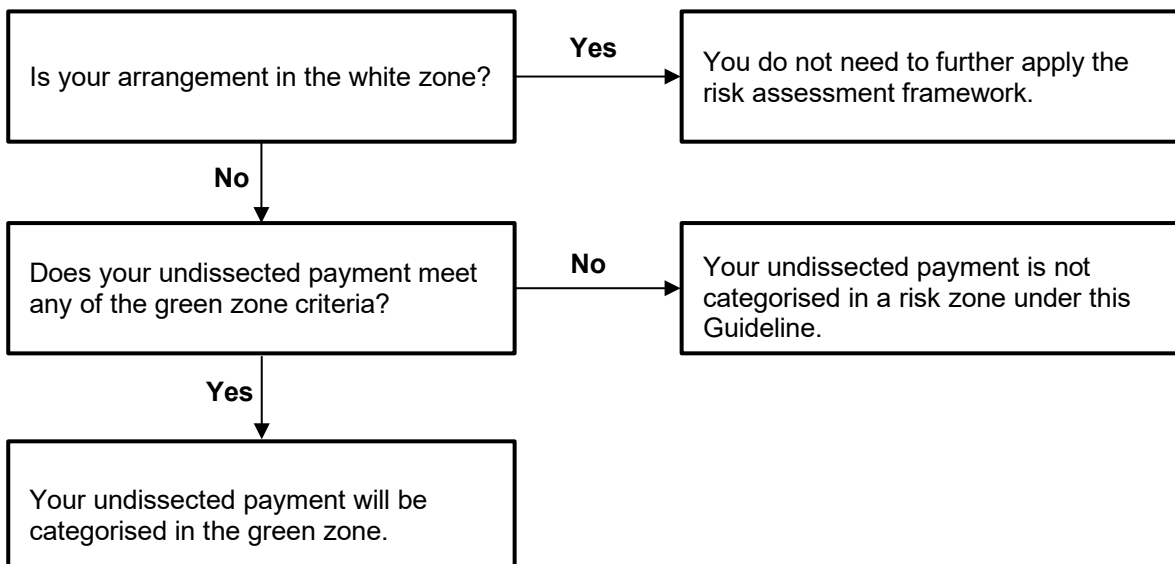 Is your arrangement in the white zone?
Yes
You do not need to further apply the
risk assessment framework.
No
Does your undissected payment meet
any of the green zone criteria?
No
Your undissected payment is not
categorised in a risk zone under this
Guideline.
Yes
Your undissected payment will be
categorised in the green zone.